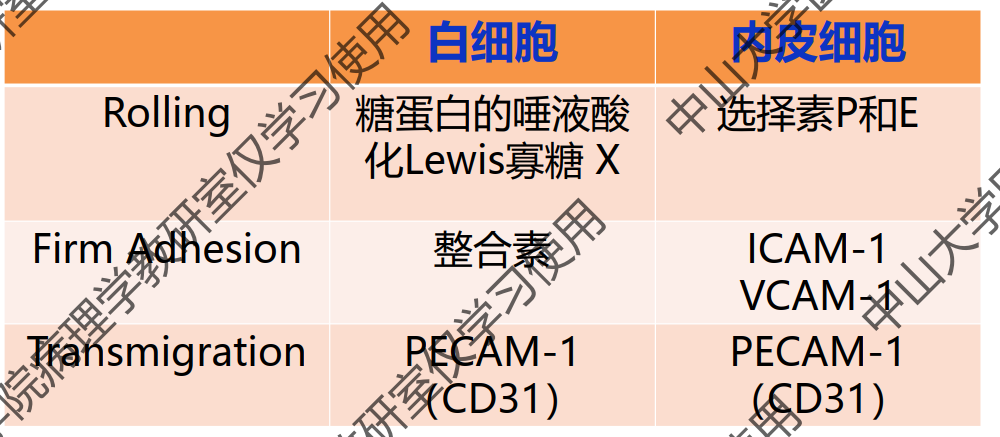 白细胞 内皮细胞
Rolling 糖蛋白的唾液酸 选择素P和E
化Lewis寡糖 X
Firm Adhesion 整合素 ICAM-1
VCAM-1
Transmigration PECAM-1 PECAM-1
（CD31） （CD31）
中山大学医
院病理学教研室仅学习使用
教研室仅学习使用
中山大学
用